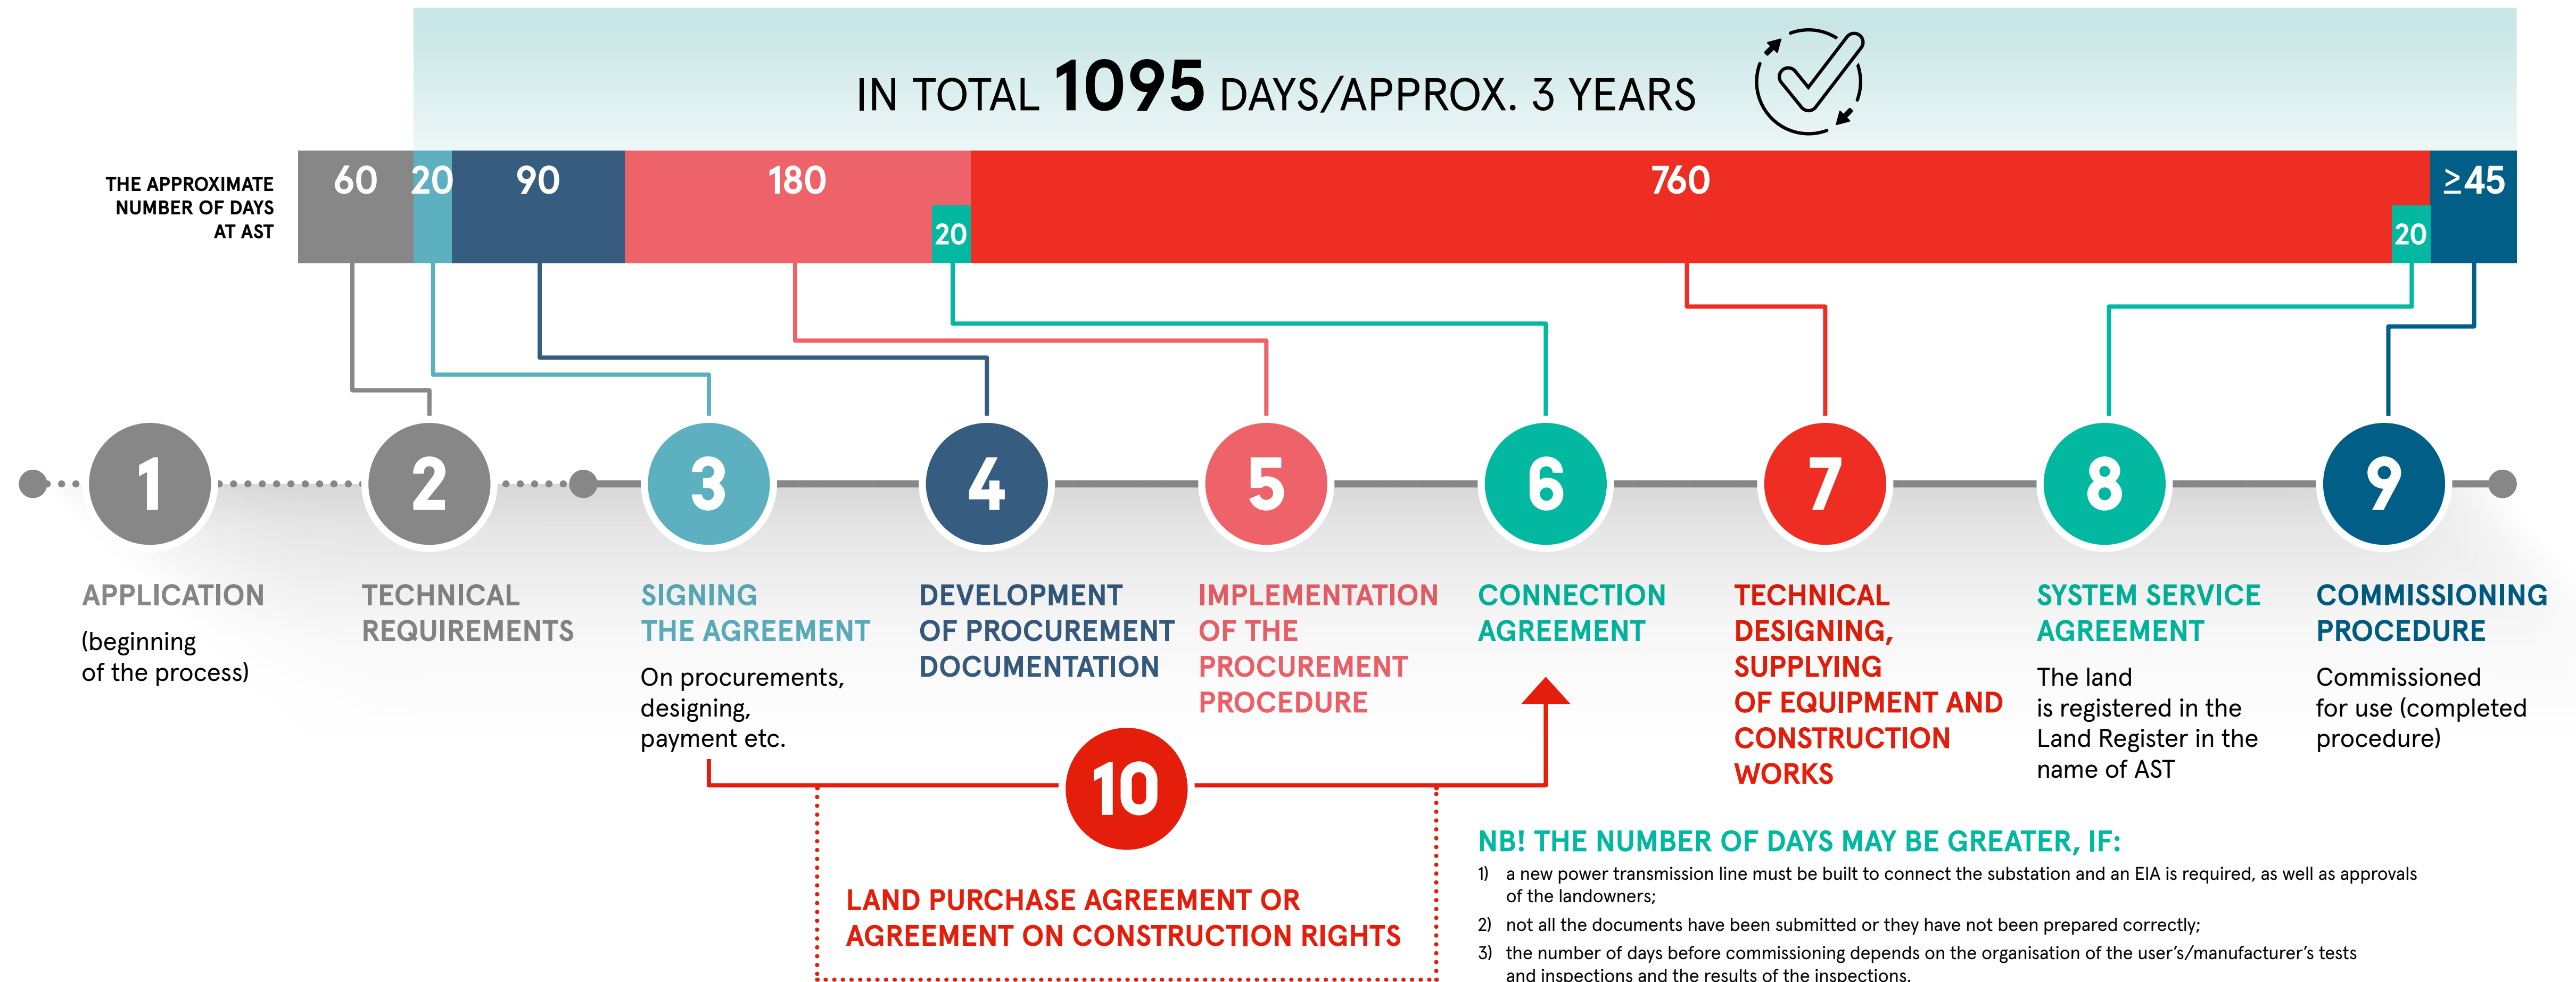 IN TOTAL 1095 DAYS/APPROX. 3 YEARS
THE APPROXIMATE
NUMBER OF DAYS
AT AST
60
20
90
180
20
760
20
≥45
1
2
3
4
5
6
7
8
9
APPLICATION
(beginning
of the process)
TECHNICAL
REQUIREMENTS
SIGNING
THE AGREEMENT
On procurements,
designing,
payment etc.
DEVELOPMENT
OF PROCUREMENT
DOCUMENTATION
IMPLEMENTATION
OF THE
PROCUREMENT
PROCEDURE
CONNECTION
AGREEMENT
TECHNICAL
DESIGNING,
SUPPLYING
OF EQUIPMENT AND
CONSTRUCTION
WORKS
SYSTEM SERVICE
AGREEMENT
The land
is registered in the
Land Register in the
name of AST
COMMISSIONING
PROCEDURE
Commissioned
for use (completed
procedure)
10
LAND PURCHASE AGREEMENT OR
AGREEMENT ON CONSTRUCTION RIGHTS
NB! THE NUMBER OF DAYS MAY BE GREATER, IF:
1) a new power transmission line must be built to connect the substation and an EIA is required, as well as approvals
of the landowners;
2) not all the documents have been submitted or they have not been prepared correctly;
3) the number of days before commissioning depends on the organisation of the user's/manufacturer's tests
and inspections and the results of the inspections.